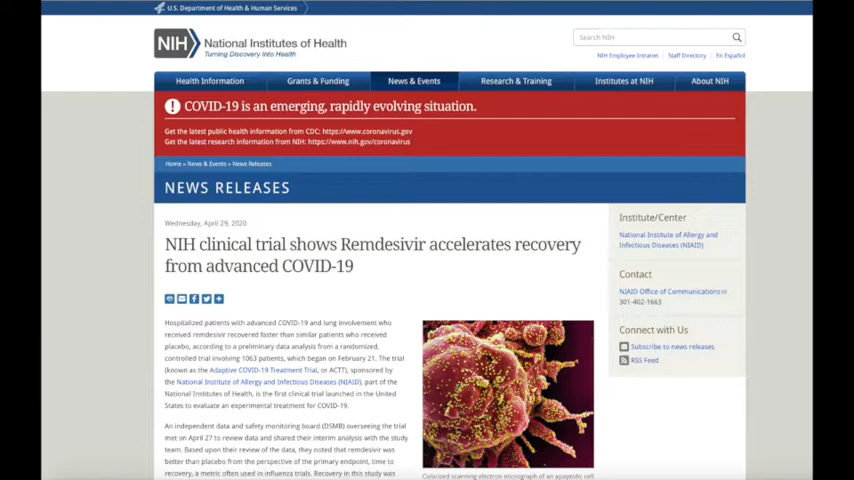 U.S. Department of Health & Human Services
NIH National Institutes of Health
Turning Discovery Into Health
Search NIH
NIH Employee Intranet Staff Directory En Español
Health Information Grants & Funding News & Events Research & Training Institutes at NIH About NIH
! COVID-19 is an emerging, rapidly evolving situation.
Get the latest public health information from CDC: https://www.coronavirus.gov
Get the latest research information from NIH: https://www.nih.gov/coronavirus
Home » News & Events » News Releases
NEWS RELEASES
Wednesday, April 29, 2020
NIH clinical trial shows Remdesivir accelerates recovery
from advanced COVID-19
Hospitalized patients with advanced COVID-19 and lung involvement who
received remdesivir recovered faster than similar patients who received
placebo, according to a preliminary data analysis from a randomized,
controlled trial involving 1063 patients, which began on February 21. The trial
(known as the Adaptive COVID-19 Treatment Trial, or ACTT), sponsored by
the National Institute of Allergy and Infectious Diseases (NIAID), part of the
National Institutes of Health, is the first clinical trial launched in the United
States to evaluate an experimental treatment for COVID-19.
An independent data and safety monitoring board (DSMB) overseeing the trial
met on April 27 to review data and shared their interim analysis with the study
team. Based upon their review of the data, they noted that remdesivir was
better than placebo from the perspective of the primary endpoint, time to
recovery, a metric often used in influenza trials. Recovery in this study was
Colorized scanning electron micrograph of an apoptotic cell
Institute/Center
National Institute of Allergy and
Infectious Diseases (NIAID)
Contact
NIAID Office of Communications
301-402-1663
Connect with Us
Subscribe to news releases
RSS Feed